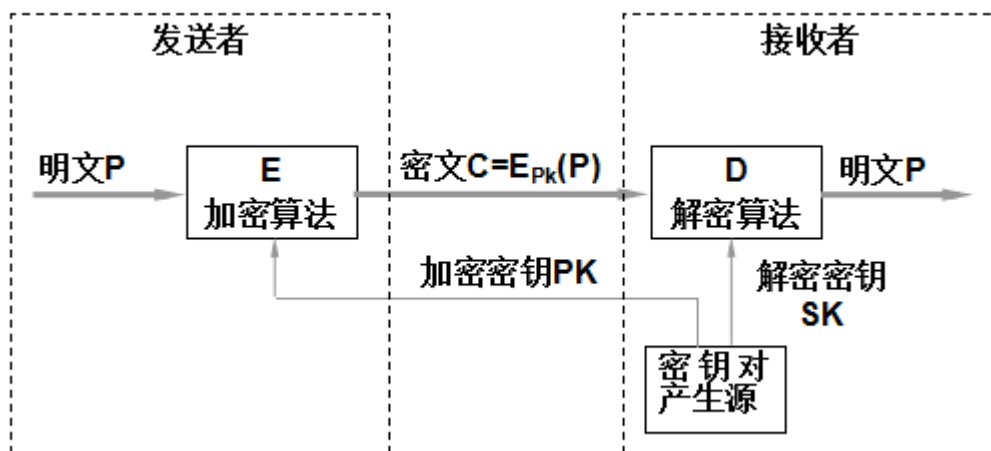 发送者
接收者
明文P
E
加密算法
密文C=E_Pk(P)
D
解密算法
明文P
加密密钥PK
解密密钥
SK
密钥对
产生源